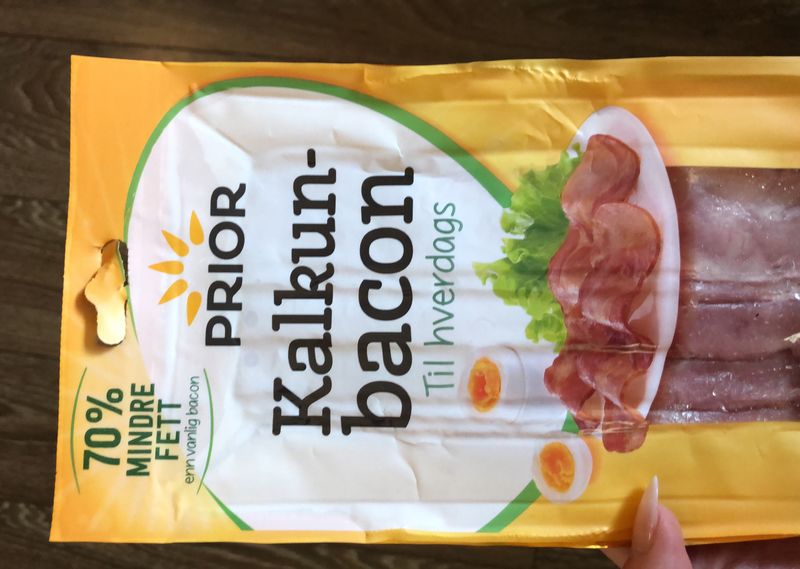 70%
MINDRE
FETT
enn vanlig bacon
PRIOR
Kalkun-
bacon
Til hverdags